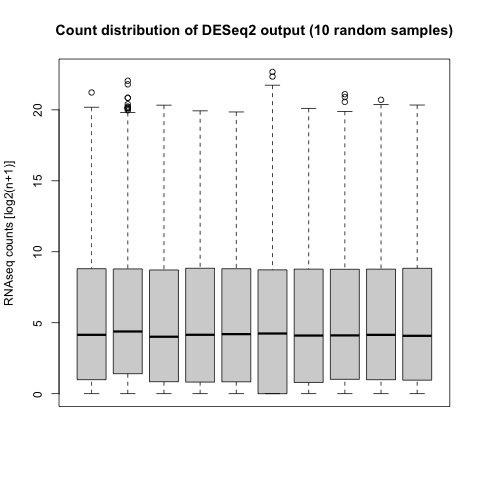 Count distribution of DESeq2 output (10 random samples)
RNAseq counts [log2(n+1)]
20
15
10
5
0